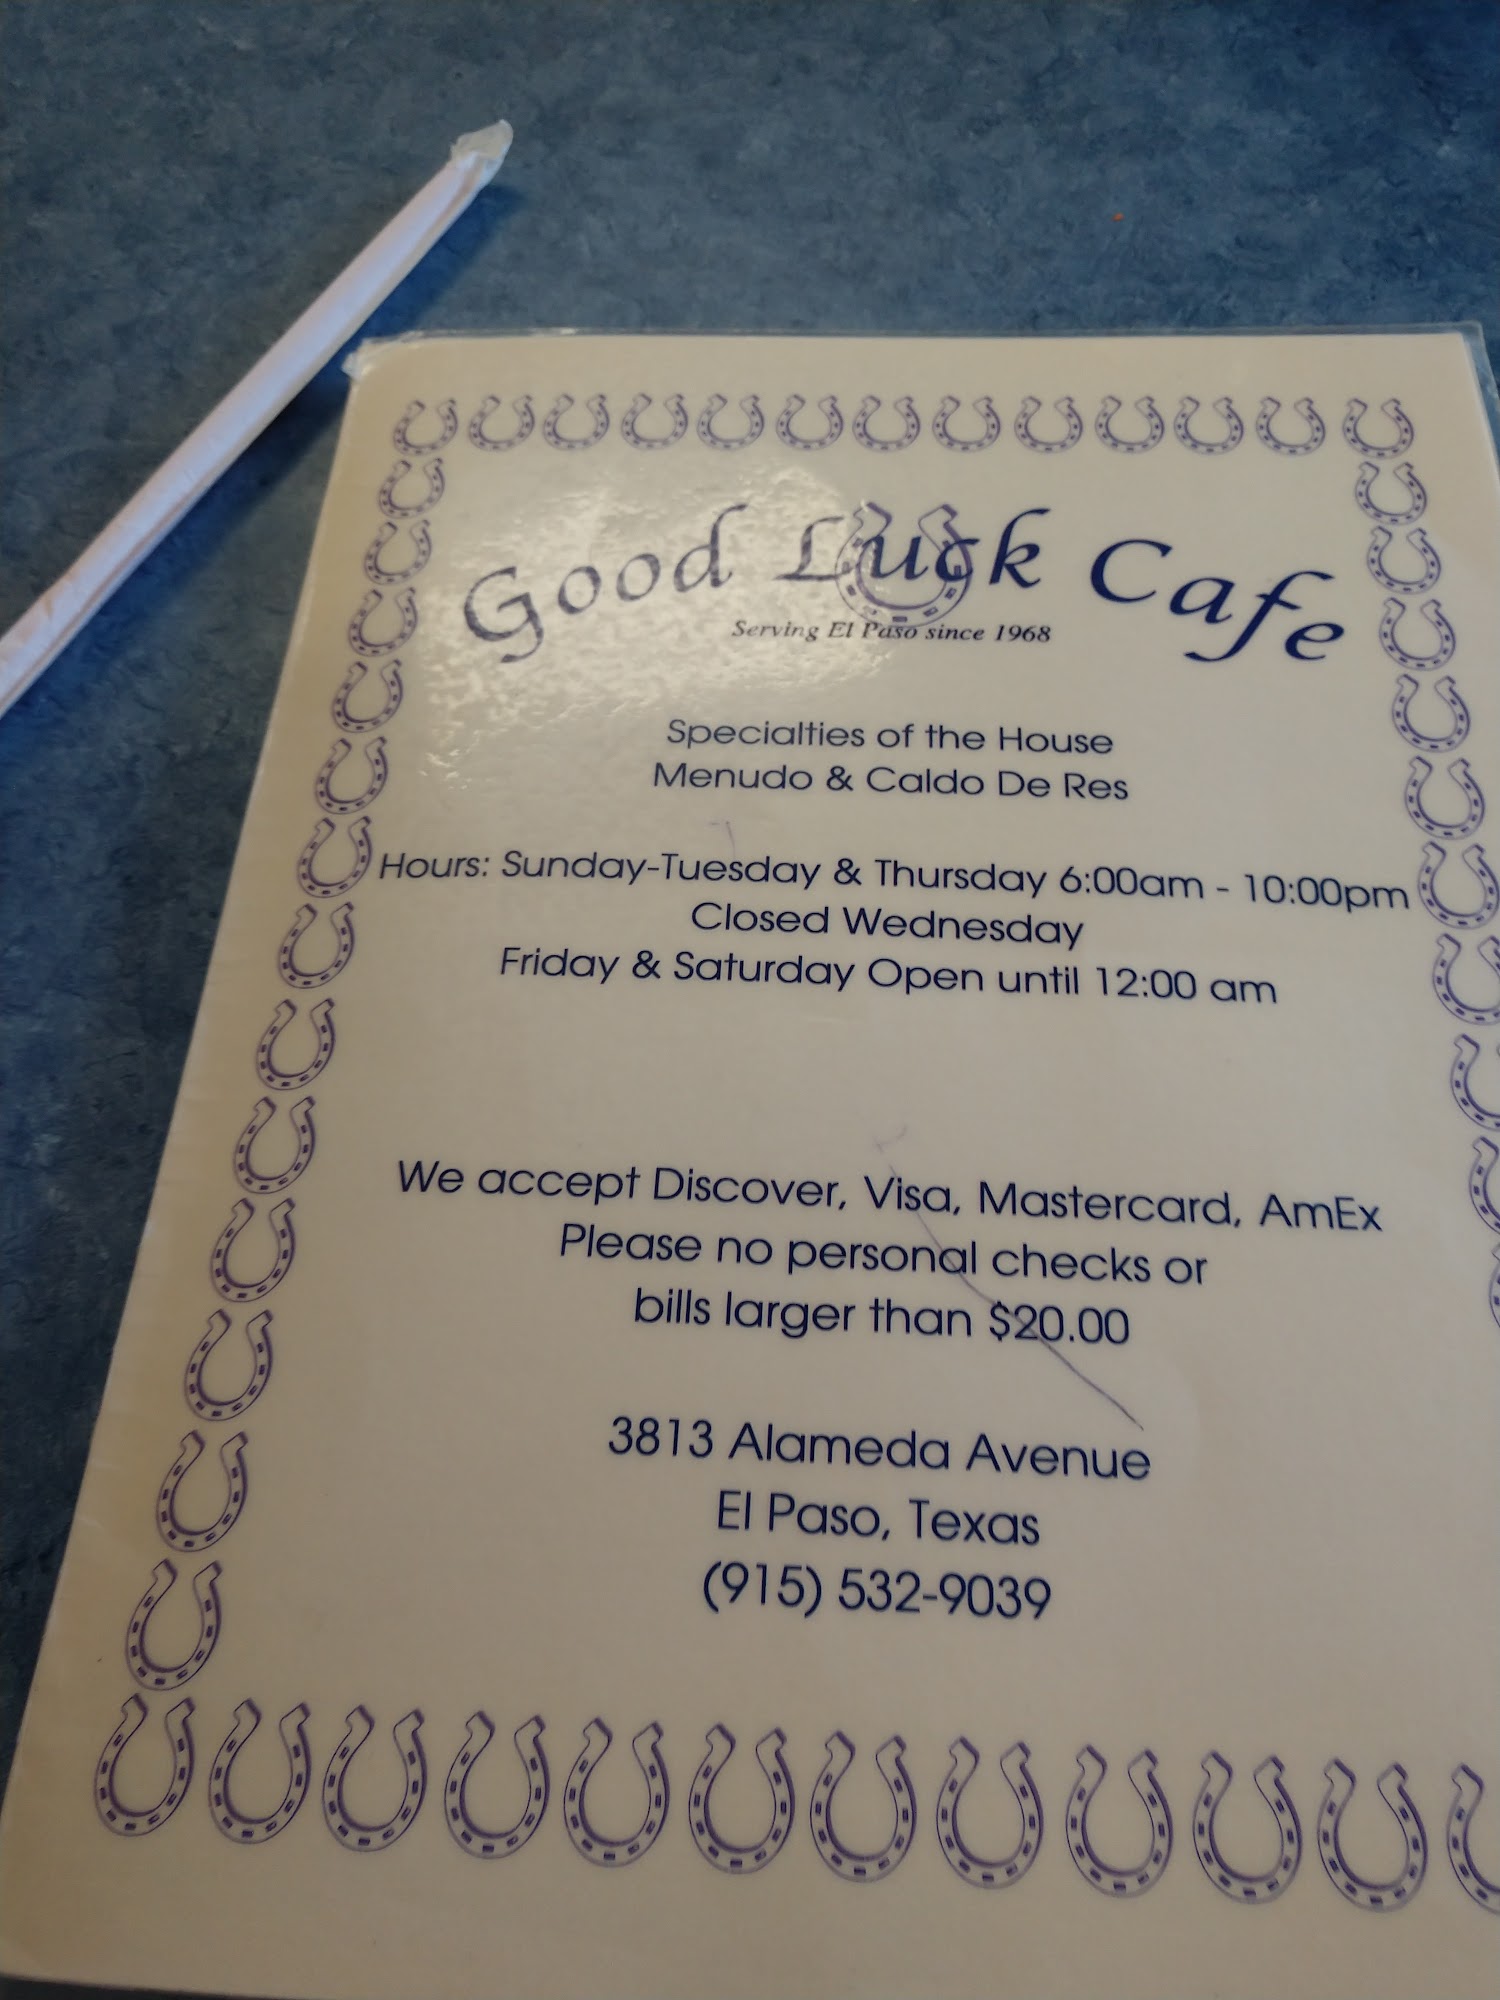 Good Luck Cafe
Serving El Paso since 1968
Specialties of the House
Menudo & Caldo De Res
Hours: Sunday-Tuesday & Thursday 6:00am - 10:00pm
Closed Wednesday
Friday & Saturday Open until 12:00 am
We accept Discover, Visa, Mastercard, AmEx
Please no personal checks or
bills larger than $20.00
3813 Alameda Avenue
El Paso, Texas
(915) 532-9039